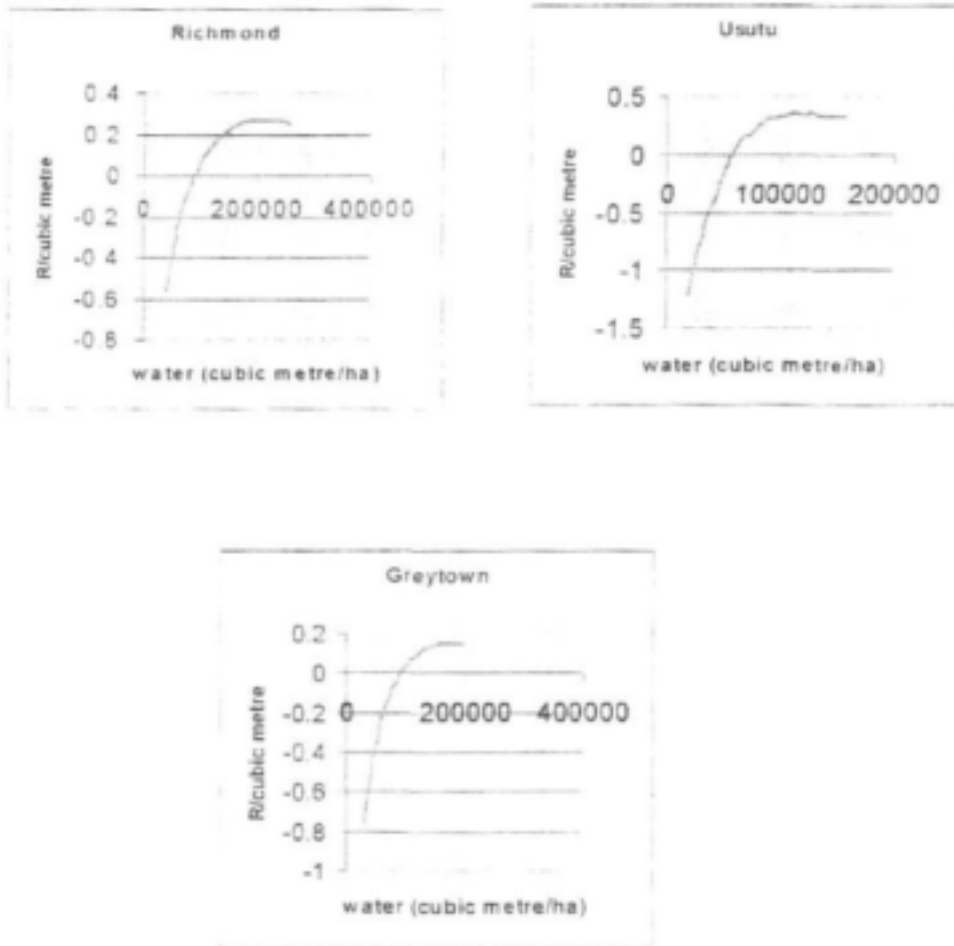 Richmond
R/cubic metre
0.4
0.2
0
-0.2
-0.4
-0.6
-0.8
0 200000 400000
water (cubic metre/ha)
Usutu
R/cubic metre
0.5
0
-0.5
-1
-1.5
0 100000 200000
water (cubic metre/ha)
Greytown
R/cubic metre
0.2
0
-0.2
-0.4
-0.6
-0.8
-1
0 200000 400000
water (cubic metre/ha)